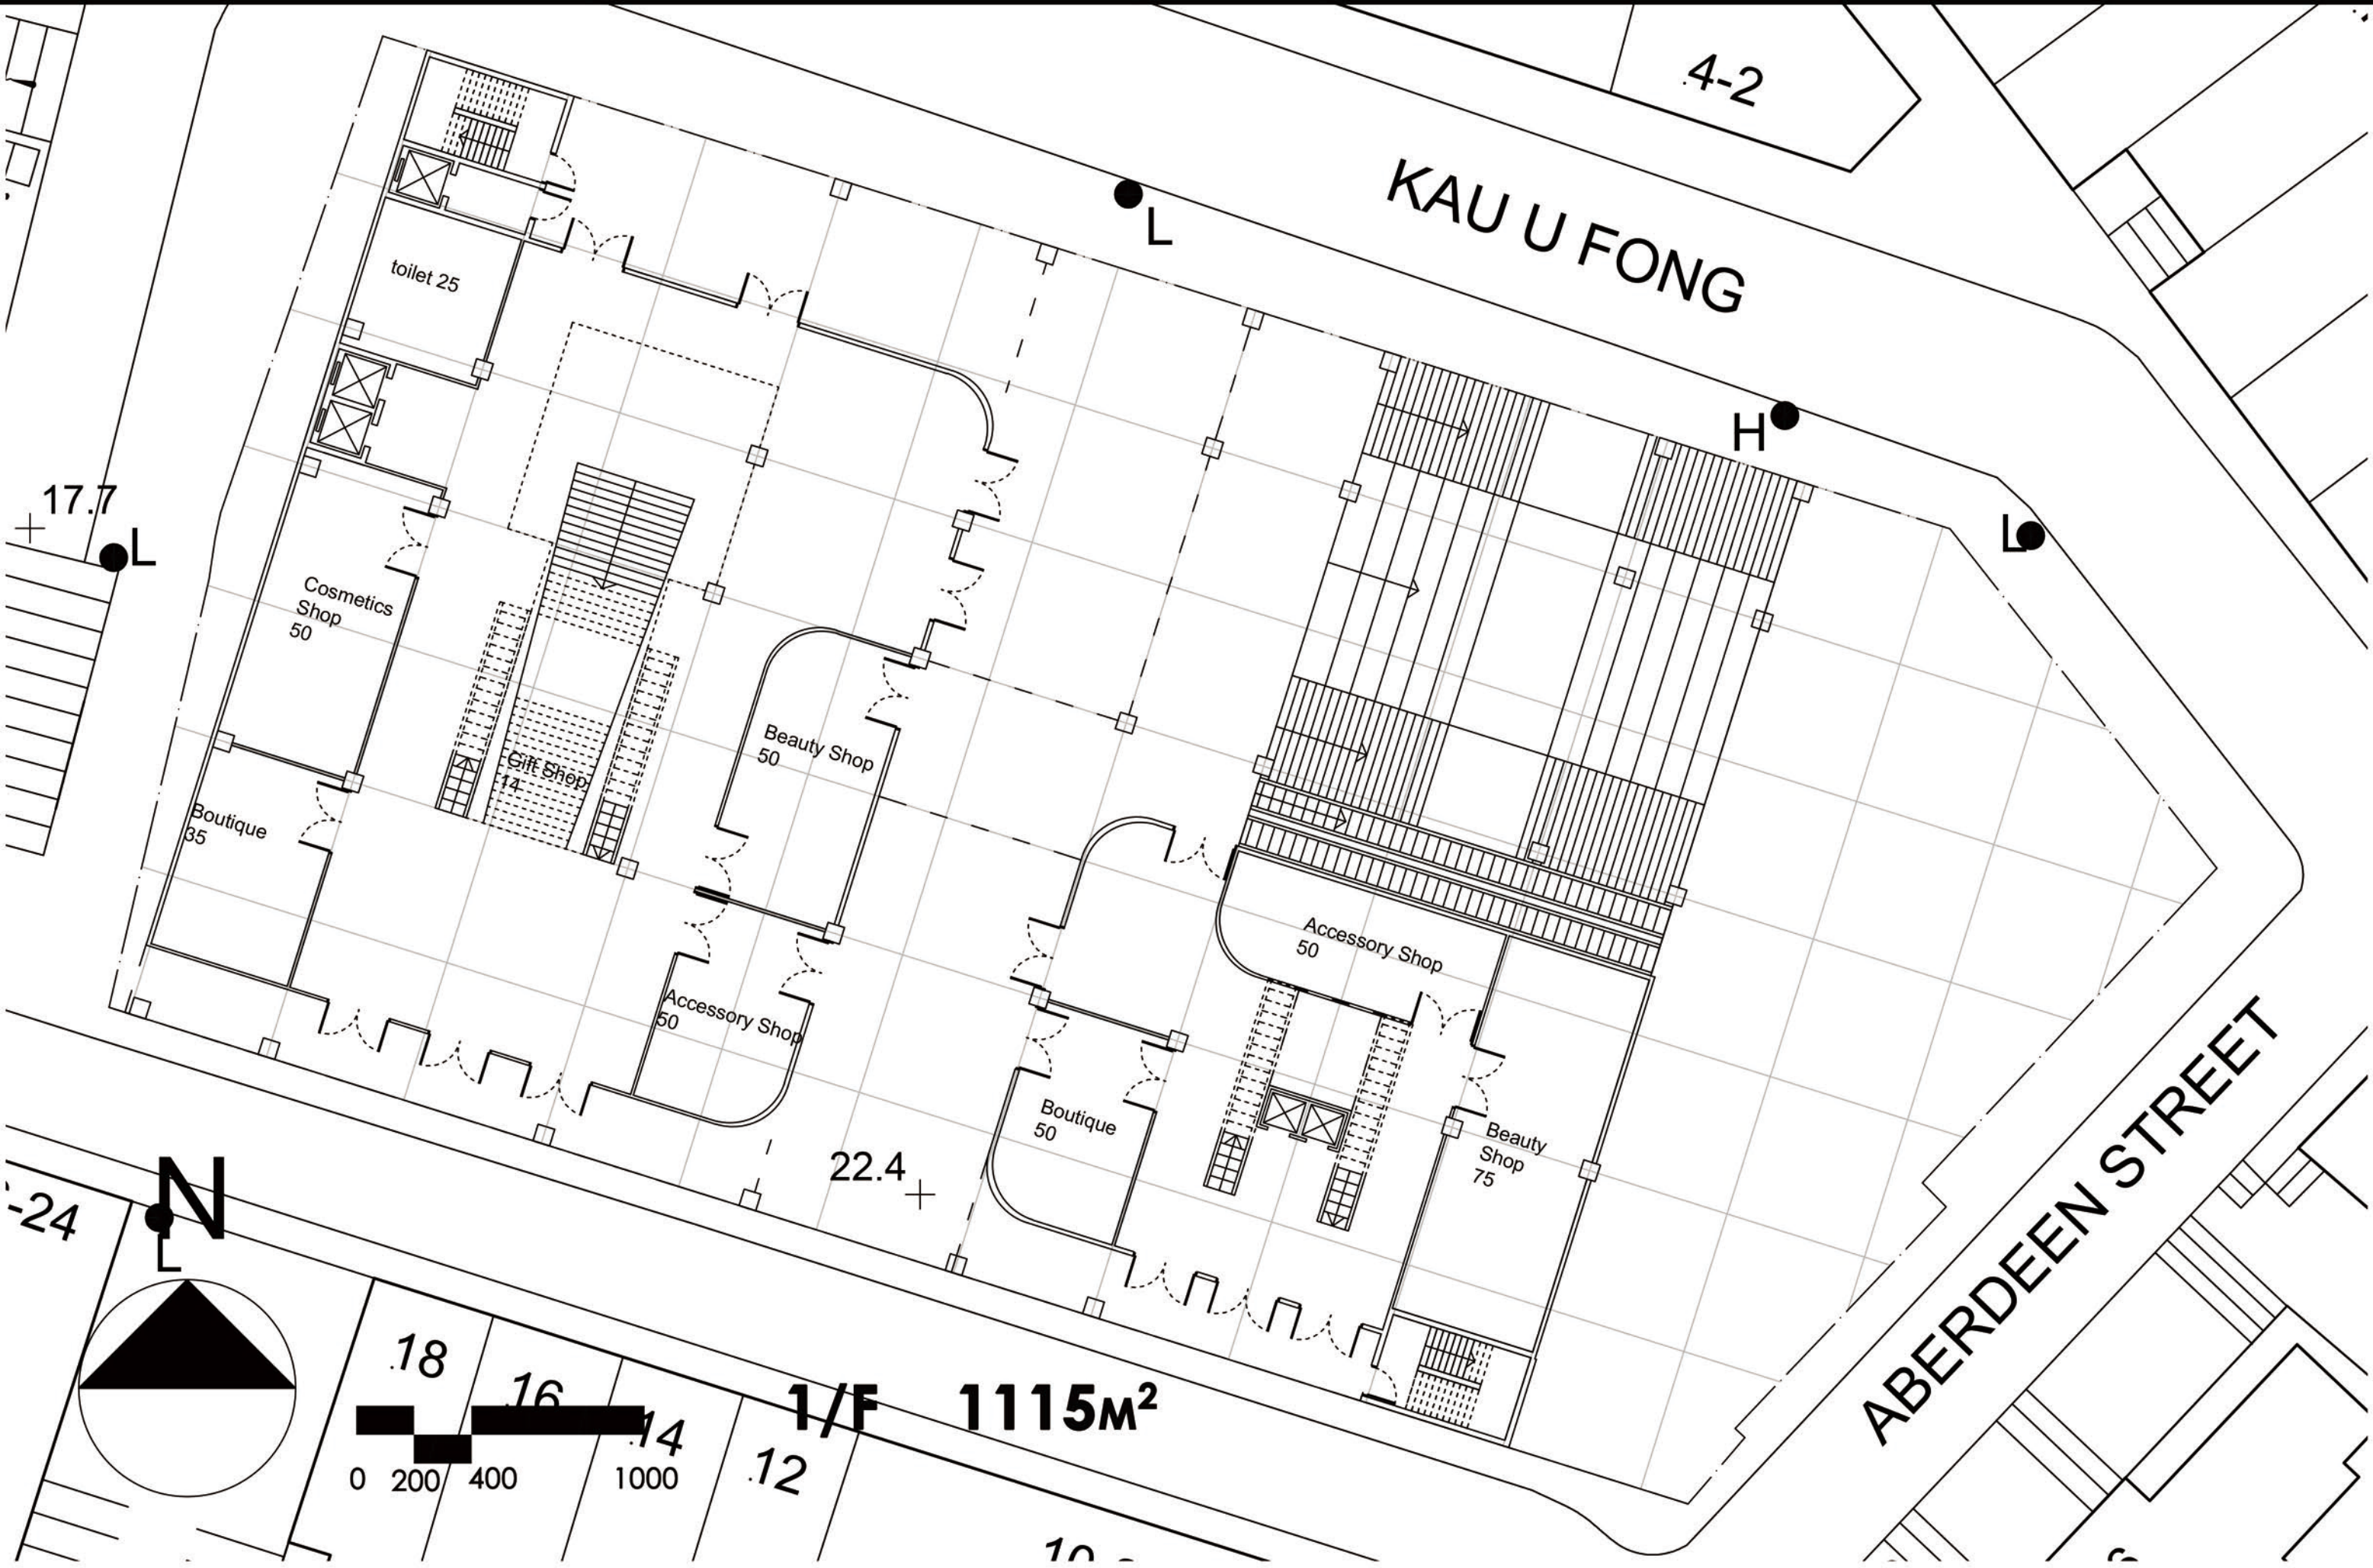 4-2
KAU U FONG
L
toilet 25
H
L
17.7
L
Cosmetics
Shop
50
Gift Shop
14
Beauty Shop
50
Boutique
35
Accessory Shop
50
Accessory Shop
50
Boutique
50
Beauty
Shop
75
22.4
ABERDEEN STREET
-24
N
L
18
16
14
12
1/F 1115M²
0 200 400 1000